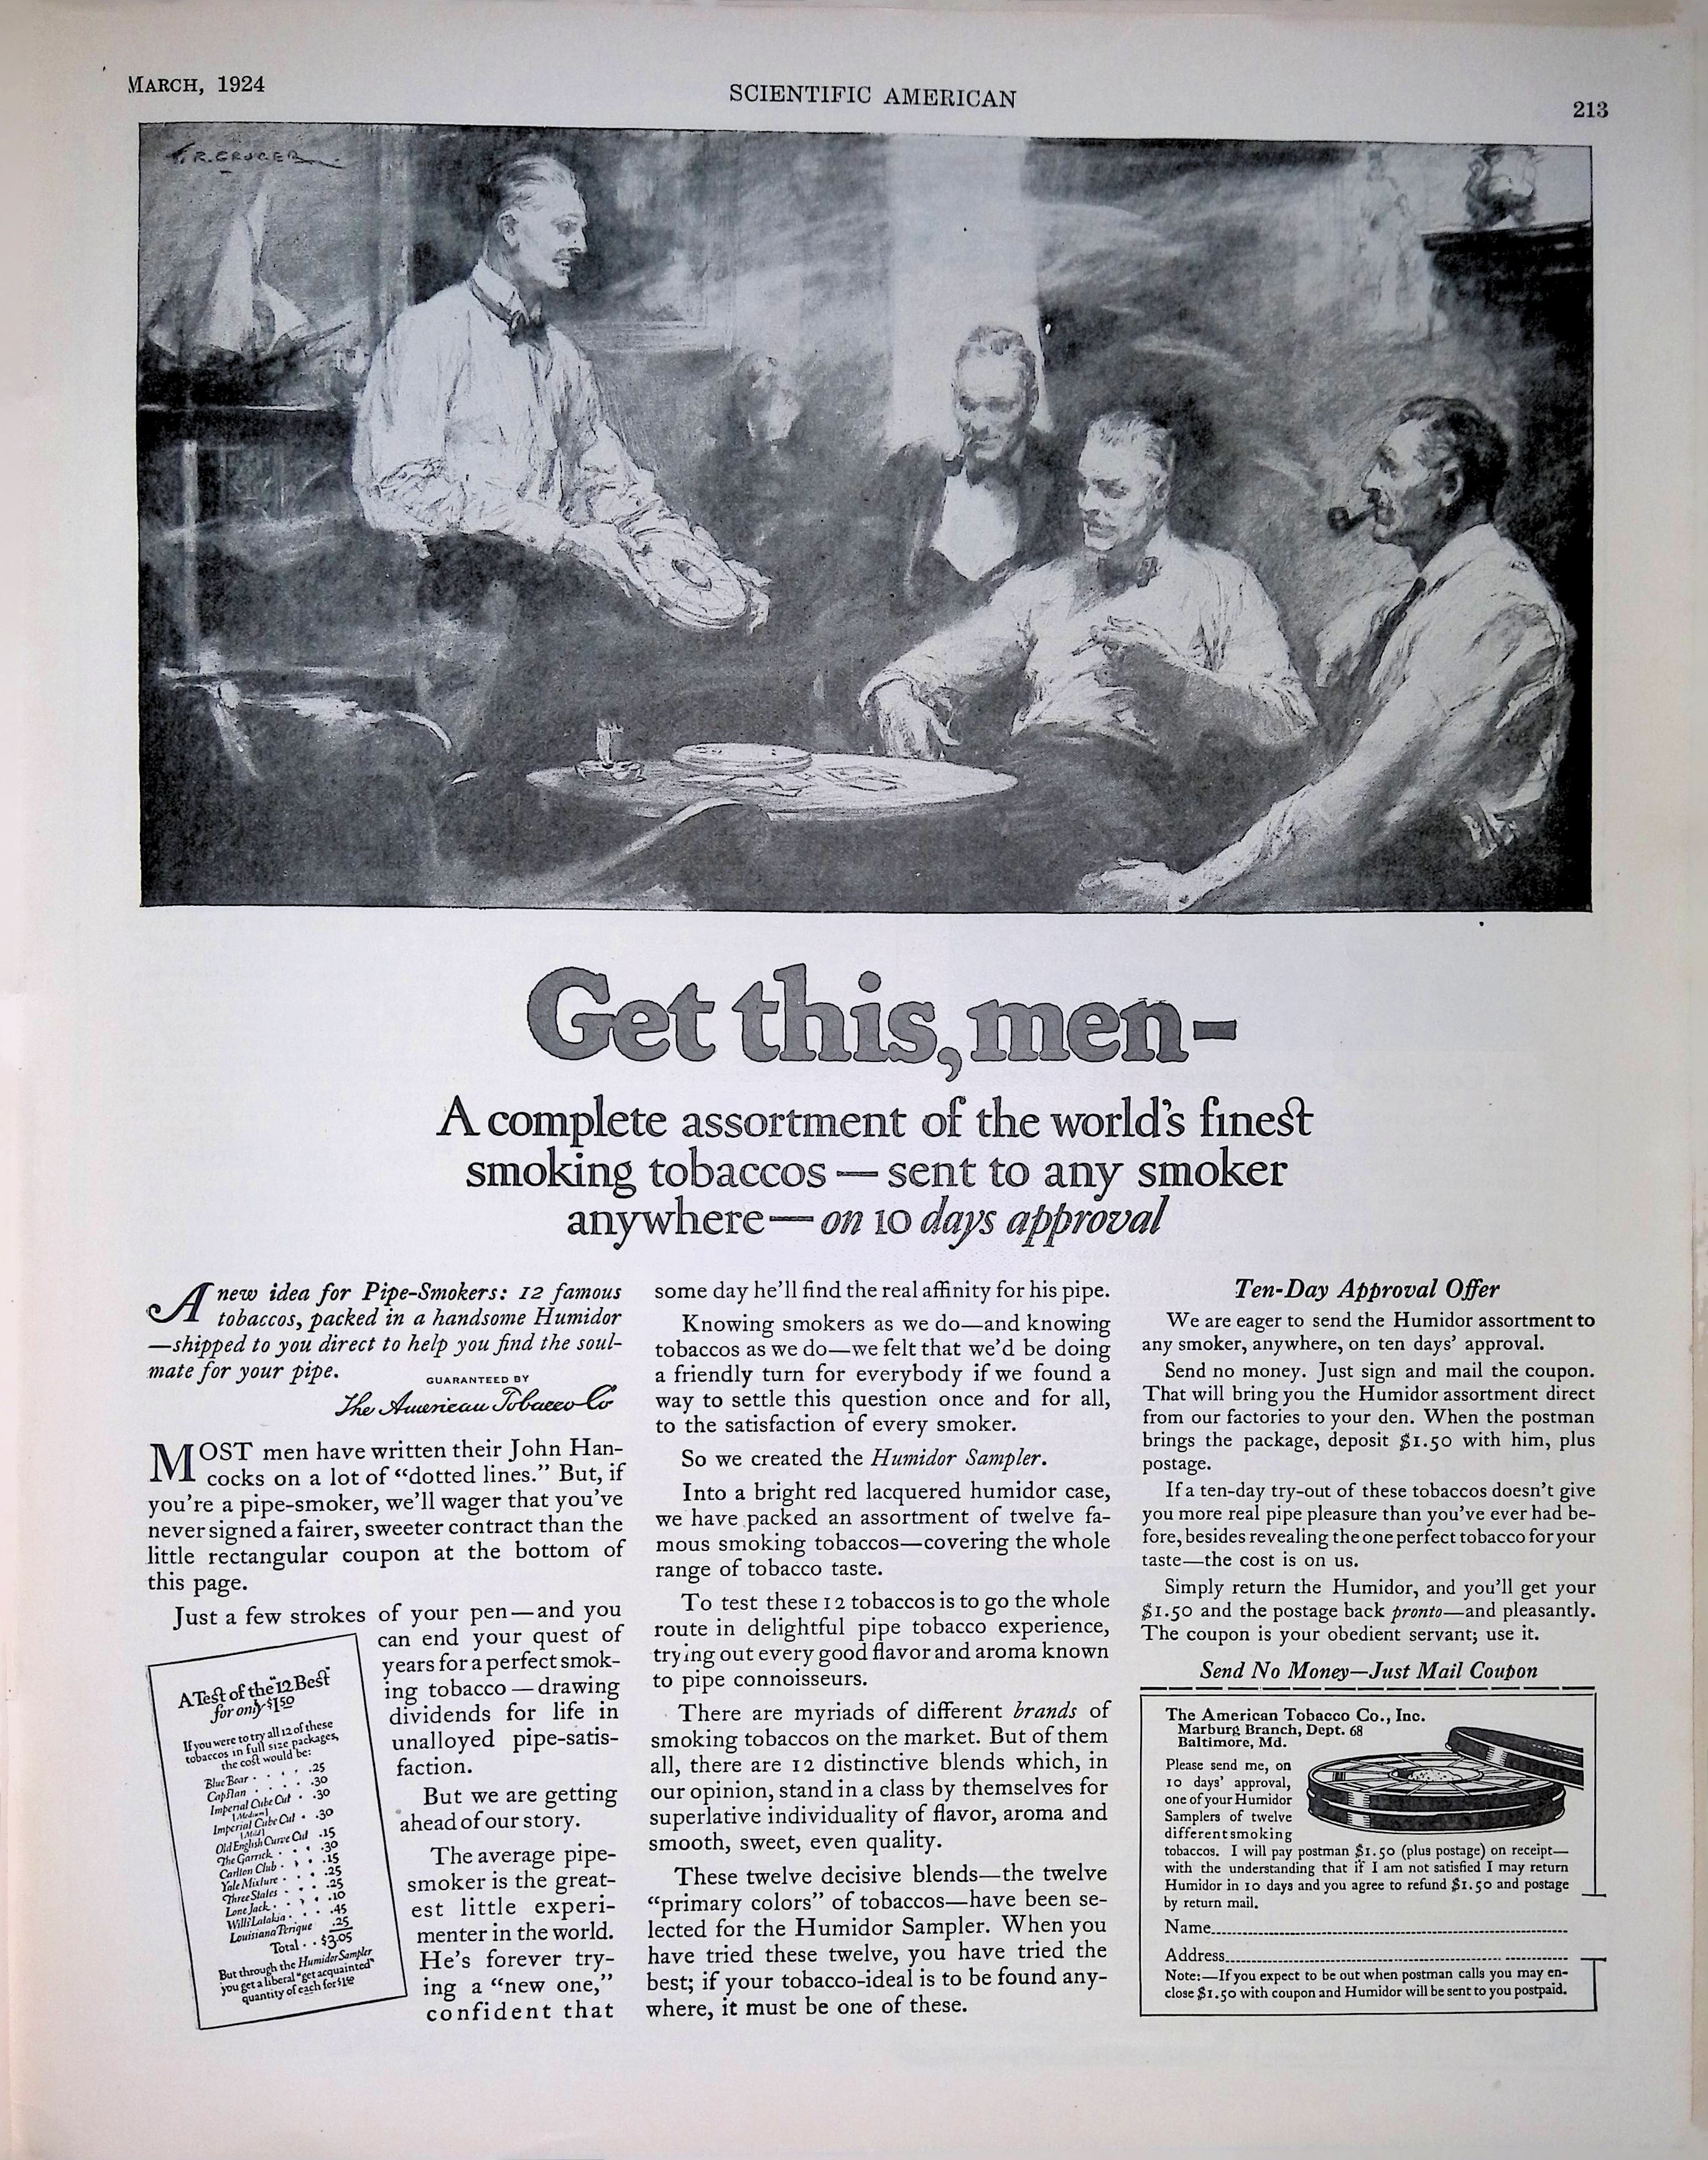 MARCH, 1924
SCIENTIFIC AMERICAN
213
F.R.GRUGER
Get this, men-
A complete assortment of the world's finest
smoking tobaccos — sent to any smoker
anywhere — on 10 days approval
A new idea for Pipe-Smokers: 12 famous
tobaccos, packed in a handsome Humidor
—shipped to you direct to help you find the soul-
mate for your pipe.
GUARANTEED BY
The American Tobacco Co
MOST men have written their John Han-
cocks on a lot of “dotted lines.” But, if
you're a pipe-smoker, we'll wager that you've
never signed a fairer, sweeter contract than the
little rectangular coupon at the bottom of
this page.
Just a few strokes of your pen—and you
can end your quest of
years for a perfect smok-
ing tobacco — drawing
dividends for life in
unalloyed pipe-satis-
faction.
But we are getting
ahead of our story.
The average pipe-
smoker is the great-
est little experi-
menter in the world.
He's forever try-
ing a “new one,”
confident that
A Test of the "12 Best"
for only $1.50
If you were to try all 12 of these
tobaccos in full size packages,
the cost would be:
Blue Boar . . . .25
Capstan . . . . .30
Imperial Cube Cut . .30
(Medium)
Imperial Cube Cut . .30
(Mild)
Old English Curve Cut .15
The Garrick . . . .30
Carlton Club . . . .15
Yale Mixture . . . .25
Three States . . . .25
Lone Jack . . . .10
Wills Latakia . . . .45
Louisiana Perique .25
Total . . $3.05
But through the Humidor Sampler
you get a liberal "get acquainted"
quantity of each for $1.50
some day he'll find the real affinity for his pipe.
Knowing smokers as we do—and knowing
tobaccos as we do—we felt that we'd be doing
a friendly turn for everybody if we found a
way to settle this question once and for all,
to the satisfaction of every smoker.
So we created the Humidor Sampler.
Into a bright red lacquered humidor case,
we have packed an assortment of twelve fa-
mous smoking tobaccos—covering the whole
range of tobacco taste.
To test these 12 tobaccos is to go the whole
route in delightful pipe tobacco experience,
trying out every good flavor and aroma known
to pipe connoisseurs.
There are myriads of different brands of
smoking tobaccos on the market. But of them
all, there are 12 distinctive blends which, in
our opinion, stand in a class by themselves for
superlative individuality of flavor, aroma and
smooth, sweet, even quality.
These twelve decisive blends—the twelve
“primary colors” of tobaccos—have been se-
lected for the Humidor Sampler. When you
have tried these twelve, you have tried the
best; if your tobacco-ideal is to be found any-
where, it must be one of these.
Ten-Day Approval Offer
We are eager to send the Humidor assortment to
any smoker, anywhere, on ten days' approval.
Send no money. Just sign and mail the coupon.
That will bring you the Humidor assortment direct
from our factories to your den. When the postman
brings the package, deposit $1.50 with him, plus
postage.
If a ten-day try-out of these tobaccos doesn't give
you more real pipe pleasure than you've ever had be-
fore, besides revealing the one perfect tobacco for your
taste—the cost is on us.
Simply return the Humidor, and you'll get your
$1.50 and the postage back pronto—and pleasantly.
The coupon is your obedient servant; use it.
Send No Money—Just Mail Coupon
The American Tobacco Co., Inc.
Marburg Branch, Dept. 68
Baltimore, Md.
Please send me, on
10 days' approval,
one of your Humidor
Samplers of twelve
different smoking
tobaccos. I will pay postman $1.50 (plus postage) on receipt—
with the understanding that if I am not satisfied I may return
Humidor in 10 days and you agree to refund $1.50 and postage
by return mail.
Name
Address
Note:—If you expect to be out when postman calls you may en-
close $1.50 with coupon and Humidor will be sent to you postpaid.